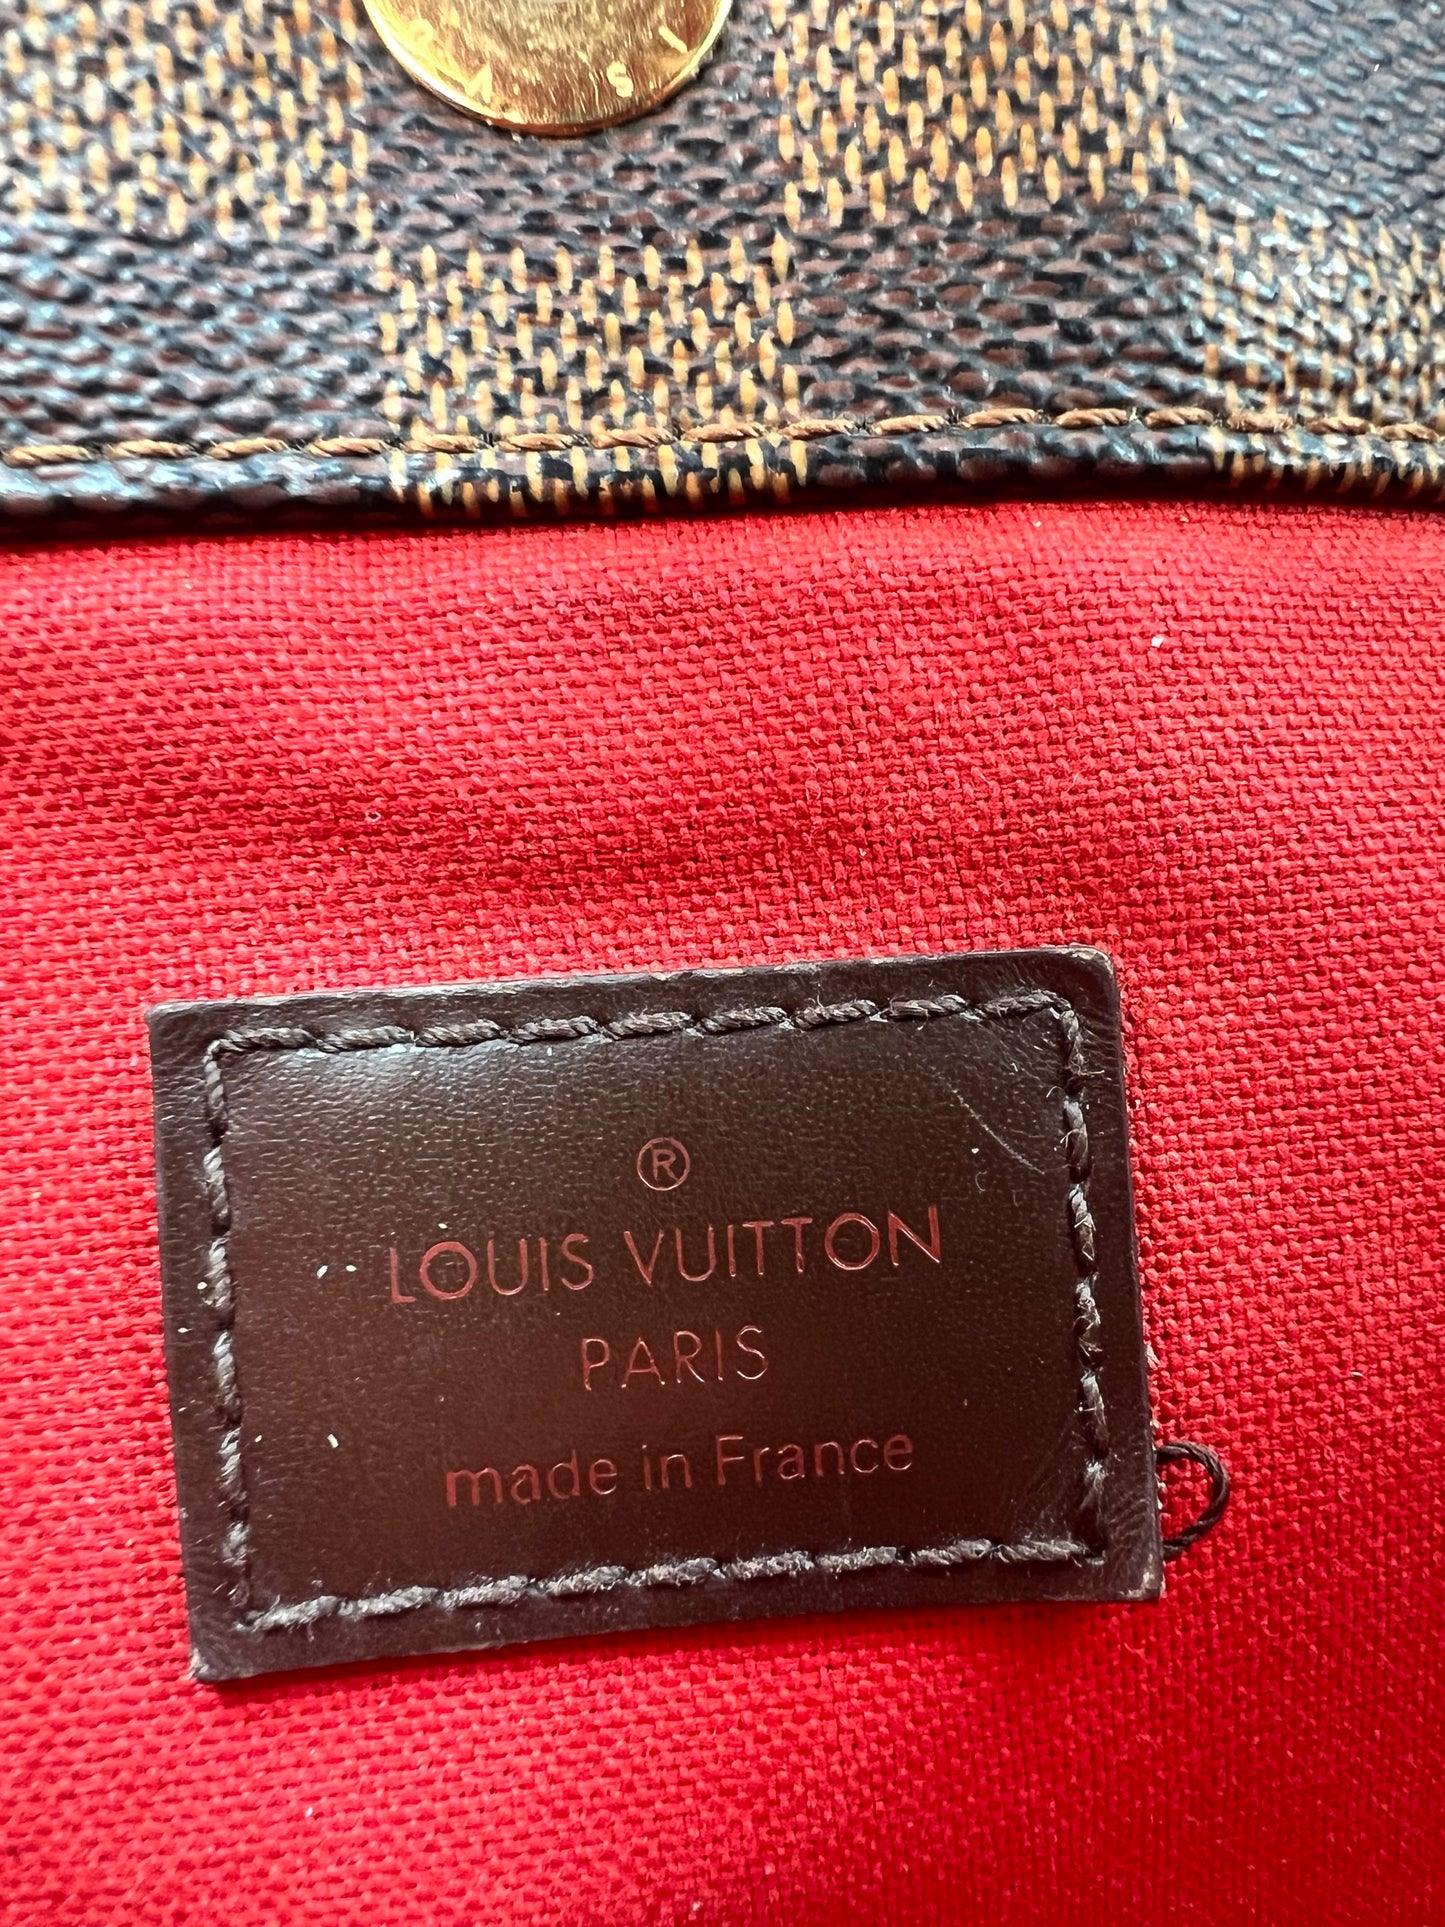 P A R I S
®
LOUIS VUITTON
PARIS
made in France